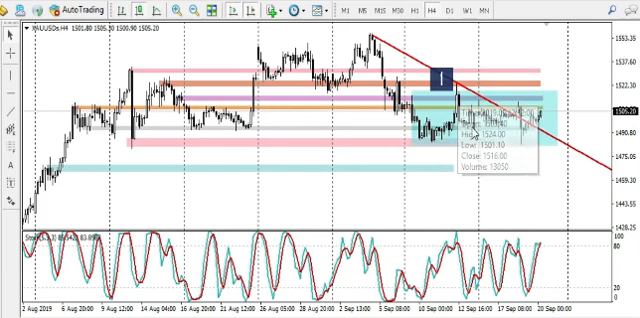 AutoTrading
M1 M5 M15 M30 H1 H4 D1 W1 MN
XAUUSDs.H4 1501.80 1505.30 1500.90 1505.20
1553.35
1537.60
1522.30
1505.20
1490.80
1475.05
1459.30
1443.55
1428.25
High: 1524.00
Low: 1501.10
Close: 1516.00
Volume: 13050
100
80
20
0
2 Aug 2019 6 Aug 20:00 9 Aug 04:00 14 Aug 04:00 16 Aug 20:00 21 Aug 12:00 26 Aug 05:00 28 Aug 20:00 2 Sep 13:00 5 Sep 08:00 10 Sep 00:00 12 Sep 16:00 17 Sep 08:00 20 Sep 00:00